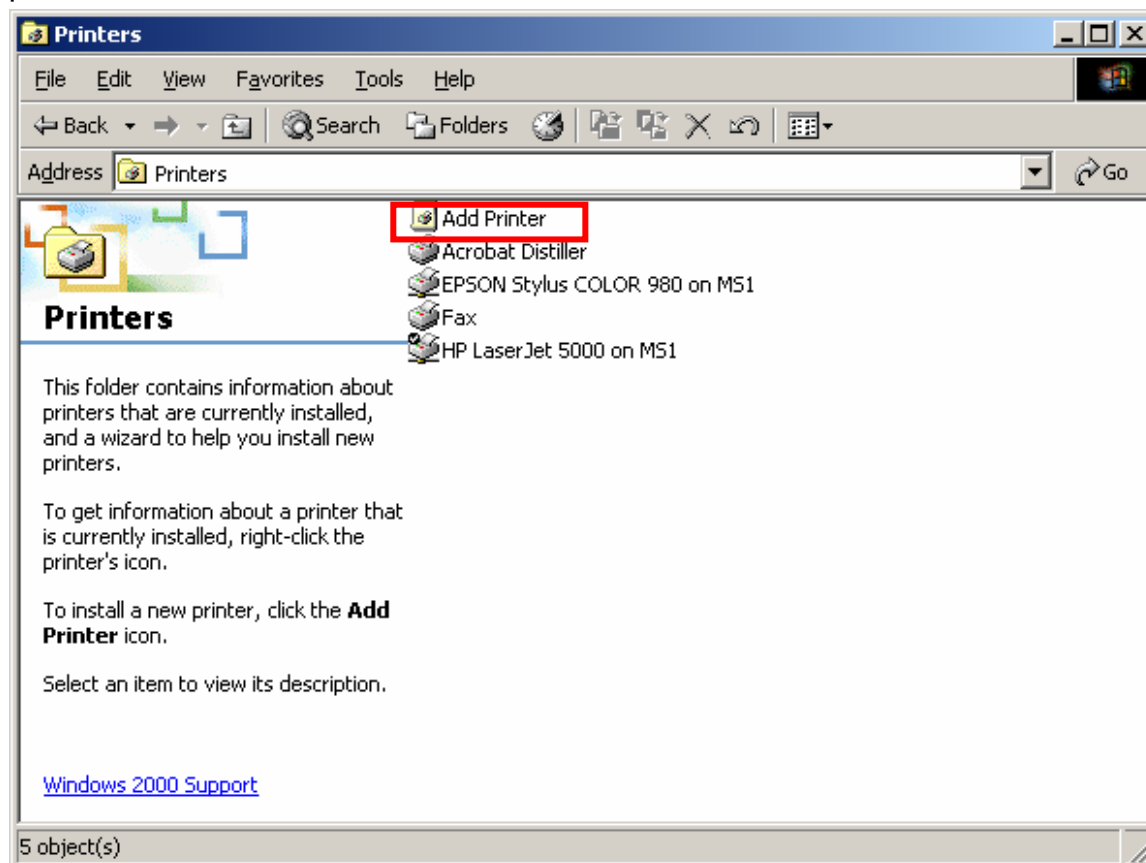 Printers
File Edit View Favorites Tools Help
Back Search Folders
Address Printers Go
Add Printer
Acrobat Distiller
EPSON Stylus COLOR 980 on MS1
Fax
HP LaserJet 5000 on MS1
Printers
This folder contains information about
printers that are currently installed,
and a wizard to help you install new
printers.
To get information about a printer that
is currently installed, right-click the
printer's icon.
To install a new printer, click the Add
Printer icon.
Select an item to view its description.
Windows 2000 Support
5 object(s)